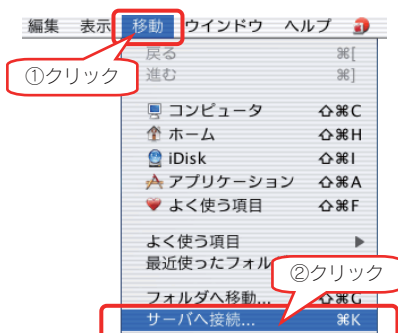 編集 表示 移動 ウインドウ ヘルプ
戻る ⌘[
①クリック
進む ⌘]
コンピュータ ⇧⌘C
ホーム ⇧⌘H
iDisk ⇧⌘I
アプリケーション ⇧⌘A
よく使う項目 ⇧⌘F
よく使う項目 ▶
最近使ったフォル
②クリック
フォルダへ移動... ⇧⌘G
サーバへ接続... ⌘K